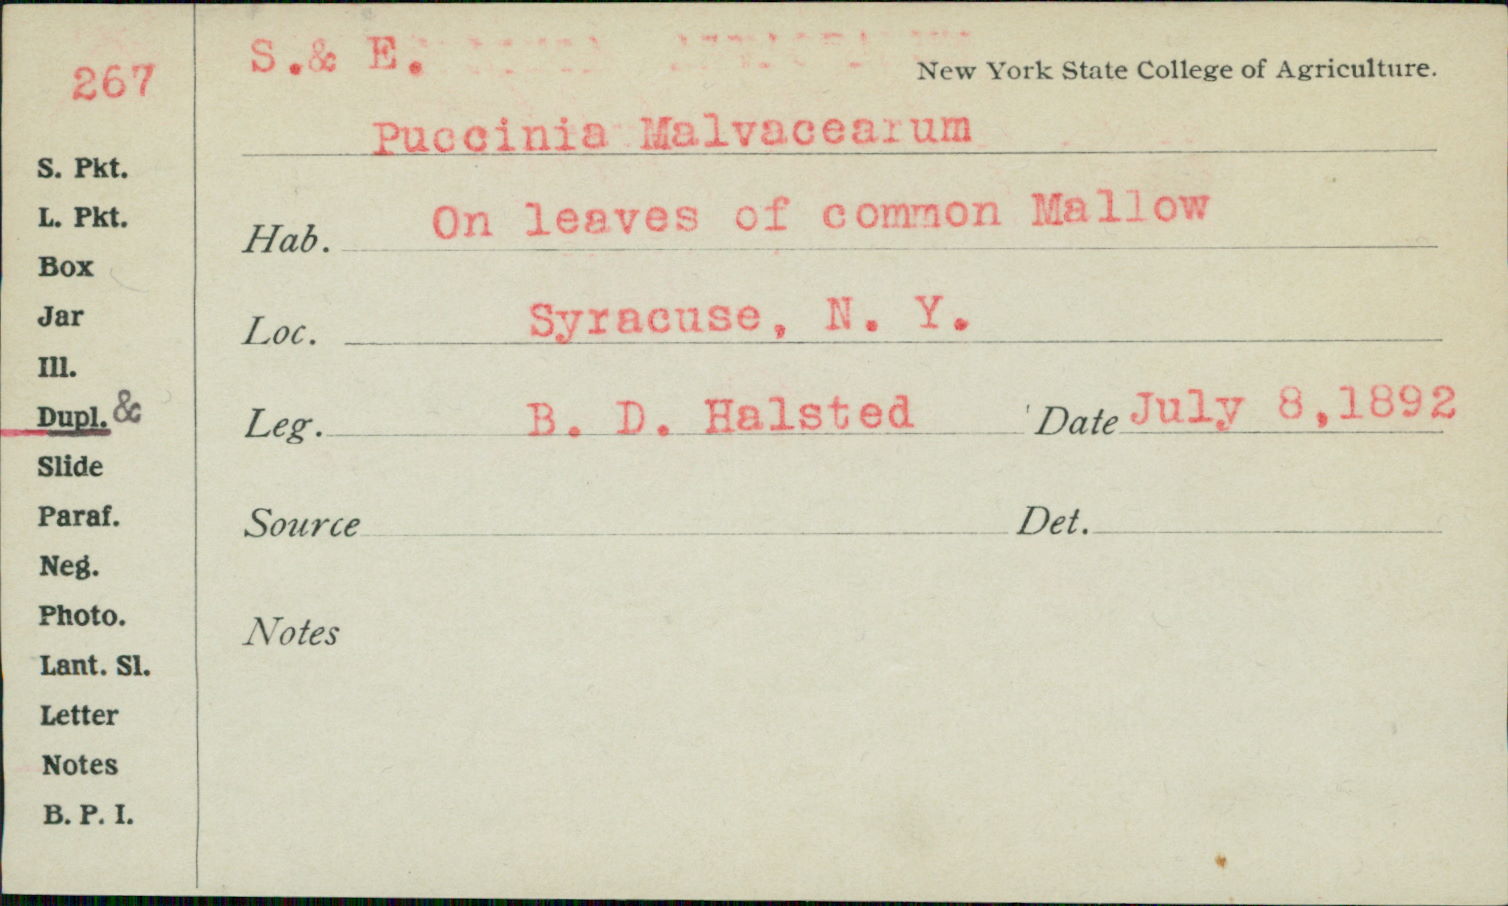 267
S. Pkt.
L. Pkt.
Box
Jar
Ill.
Dupl. &
Slide
Paraf.
Neg.
Photo.
Lant. Sl.
Letter
Notes
B. P. I.
S.& E.
New York State College of Agriculture.
Puccinia Malvacearum
Hab. On leaves of common Mallow
Loc. Syracuse, N. Y.
Leg. B. D. Halsted Date July 8,1892
Source Det.
Notes